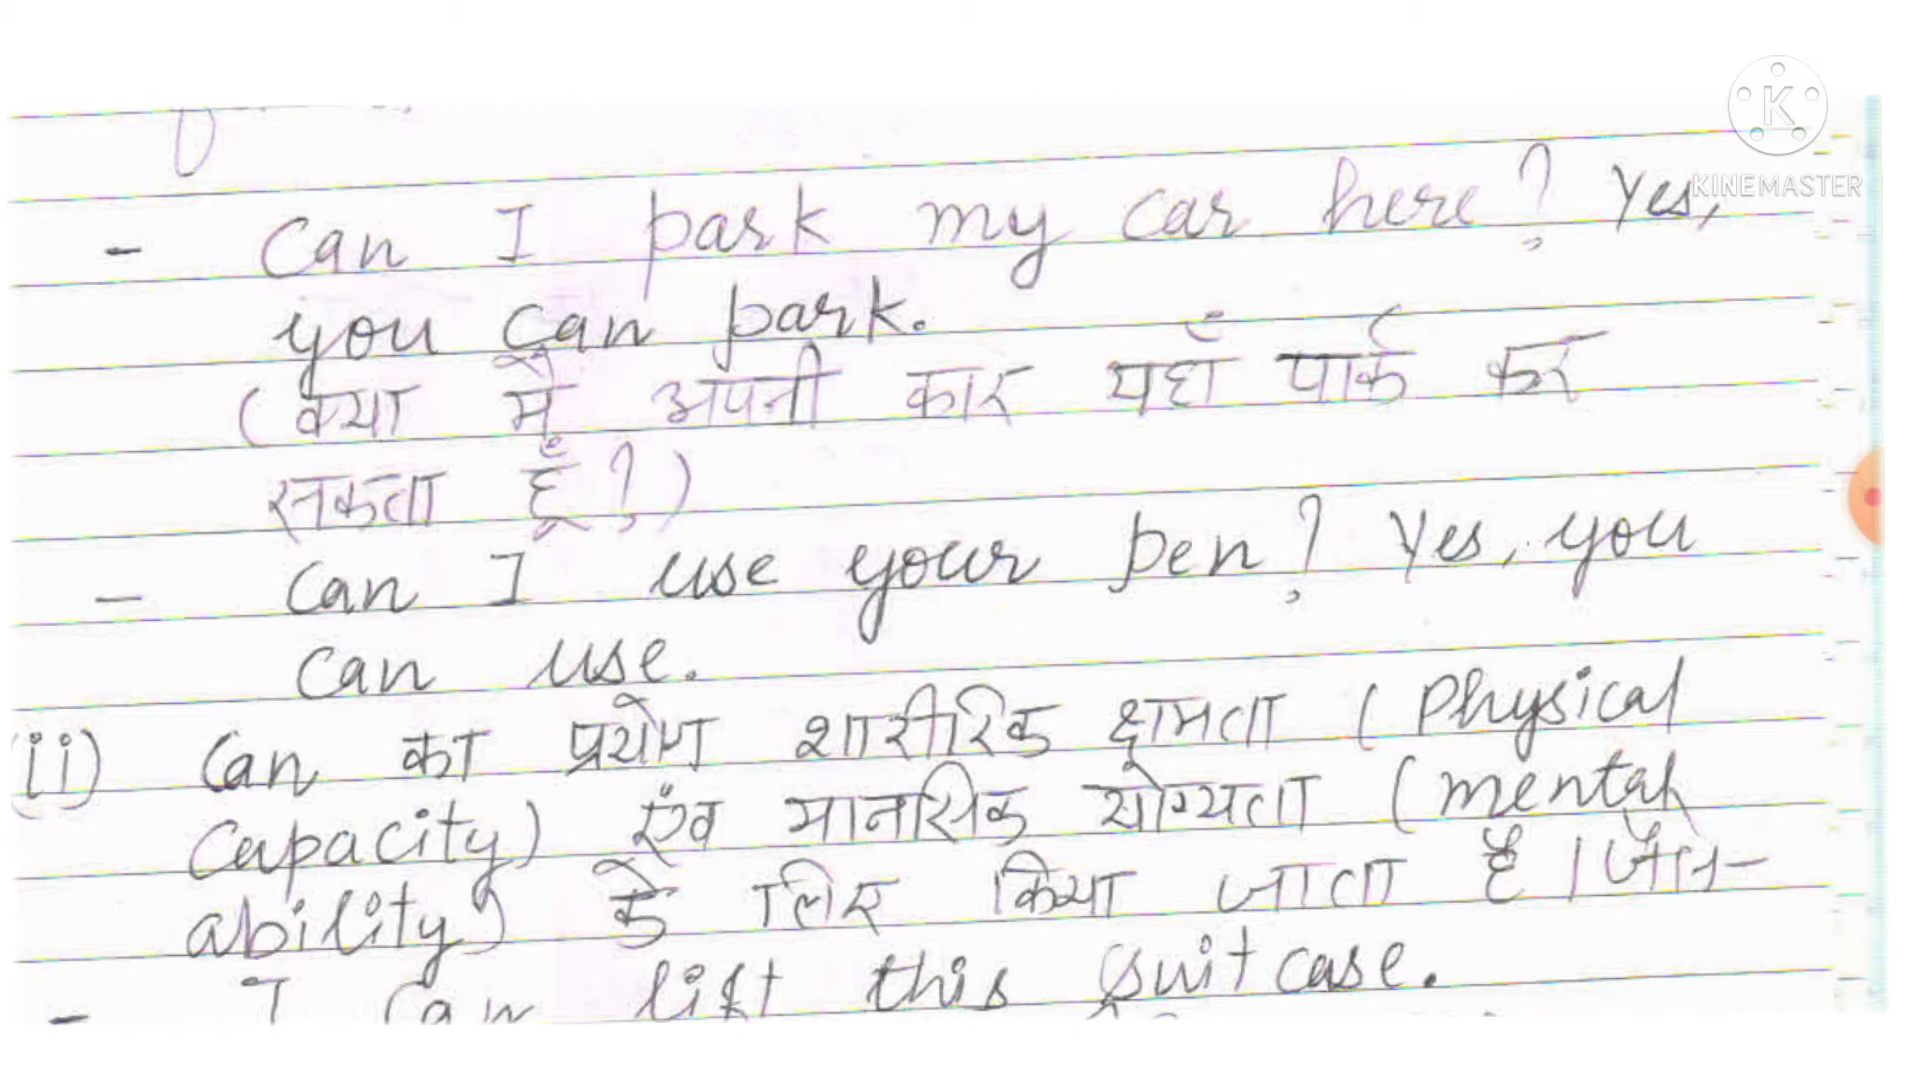 KINEMASTER
- Can I park my car here? Yes,
you can park.
(क्या मैं अपनी कार यहाँ पार्क कर
सकता हूँ?)
- Can I use your pen? Yes, you
can use.
(ii) Can का प्रयोग शारीरिक क्षमता (Physical
Capacity) एंव मानसिक योग्यता (mental
ability) के लिए किया जाता है । जैसे-
- I can lift this suitcase.